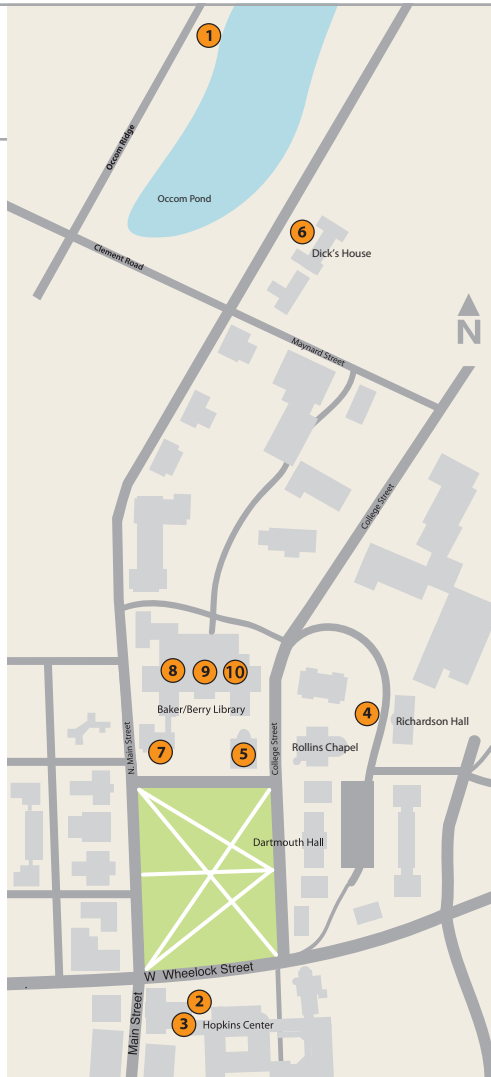 1
Occom Ridge
Occom Pond
6
Dick's House
Clement Road
N
Maynard Street
College Street
8
9
10
4
Baker/Berry Library
Richardson Hall
N. Main Street
7
5
College Street
Rollins Chapel
Dartmouth Hall
W Wheelock Street
Main Street
2
3
Hopkins Center